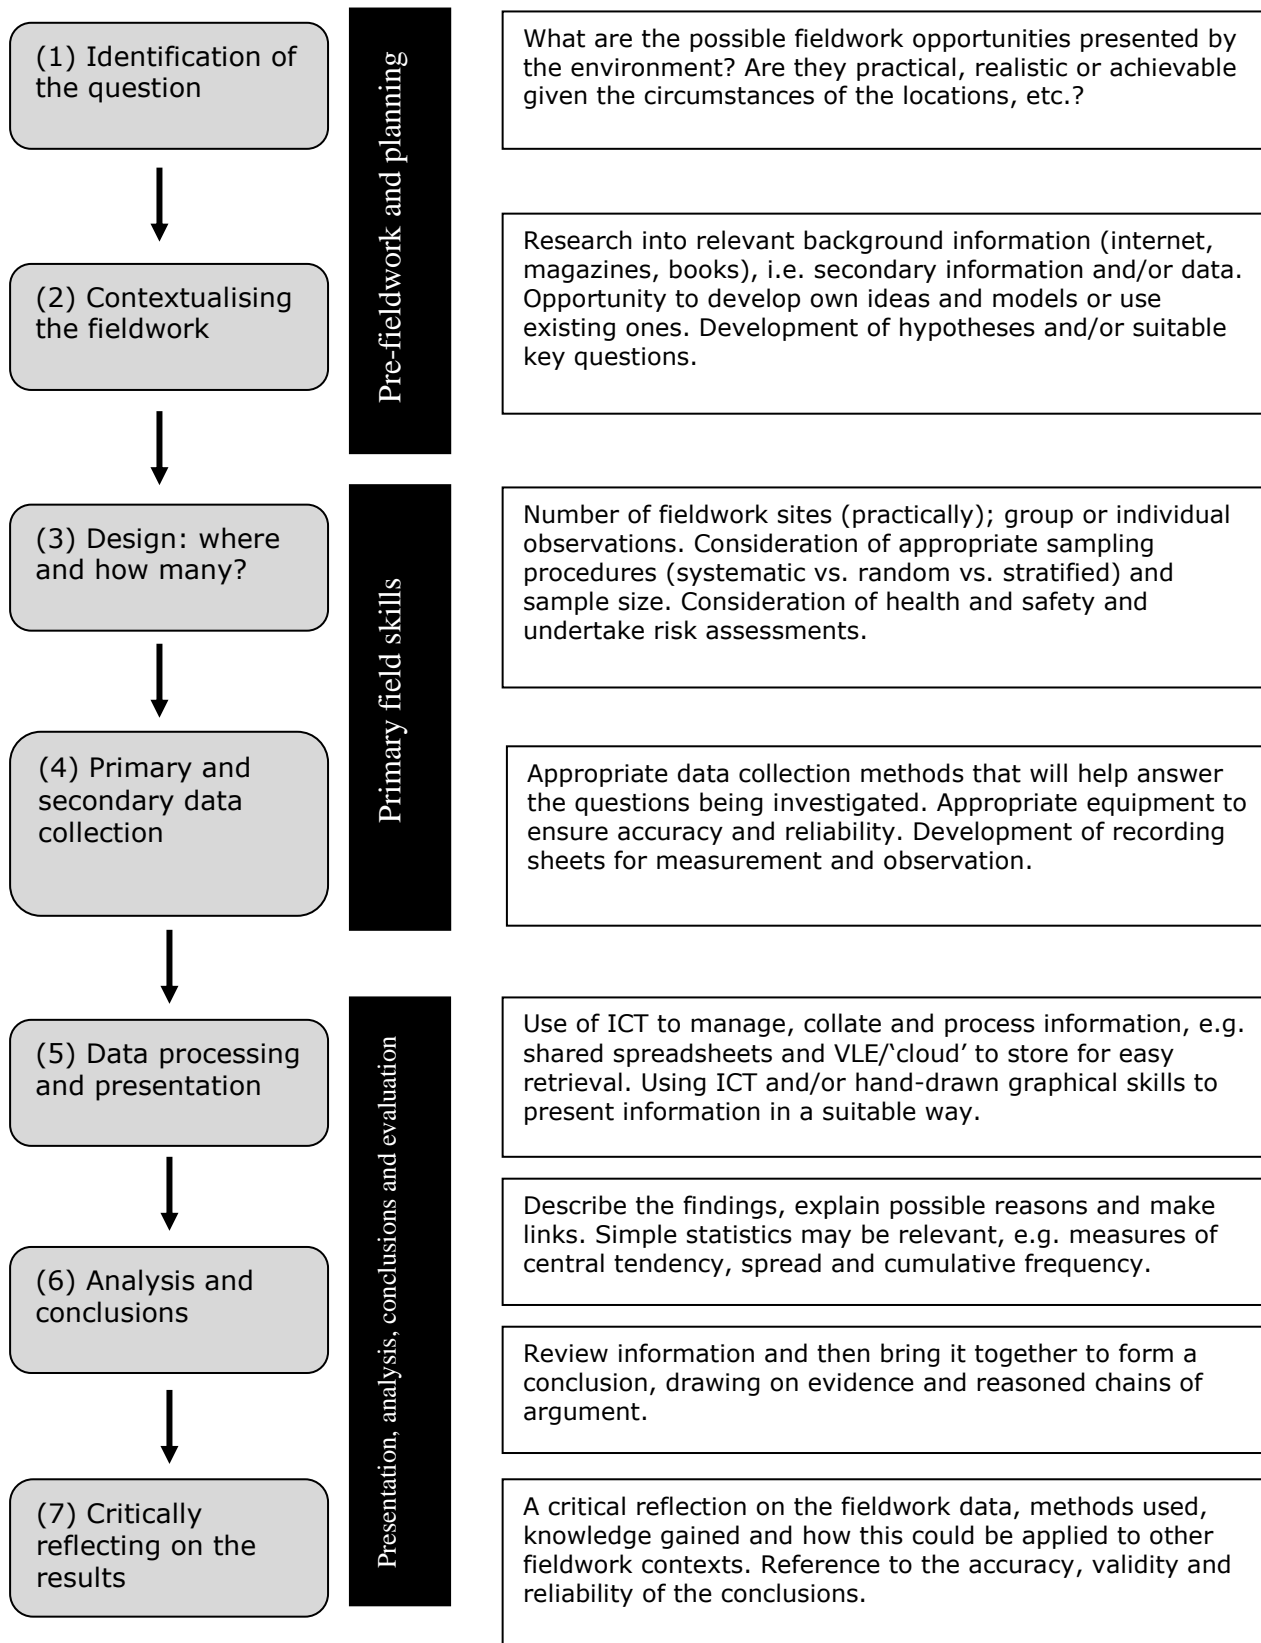 (1) Identification of
the question
Pre-fieldwork and planning
What are the possible fieldwork opportunities presented by
the environment? Are they practical, realistic or achievable
given the circumstances of the locations, etc.?
(2) Contextualising
the fieldwork
Research into relevant background information (internet,
magazines, books), i.e. secondary information and/or data.
Opportunity to develop own ideas and models or use
existing ones. Development of hypotheses and/or suitable
key questions.
(3) Design: where
and how many?
Primary field skills
Number of fieldwork sites (practically); group or individual
observations. Consideration of appropriate sampling
procedures (systematic vs. random vs. stratified) and
sample size. Consideration of health and safety and
undertake risk assessments.
(4) Primary and
secondary data
collection
Appropriate data collection methods that will help answer
the questions being investigated. Appropriate equipment to
ensure accuracy and reliability. Development of recording
sheets for measurement and observation.
(5) Data processing
and presentation
Presentation, analysis, conclusions and evaluation
Use of ICT to manage, collate and process information, e.g.
shared spreadsheets and VLE/‘cloud’ to store for easy
retrieval. Using ICT and/or hand-drawn graphical skills to
present information in a suitable way.
(6) Analysis and
conclusions
Describe the findings, explain possible reasons and make
links. Simple statistics may be relevant, e.g. measures of
central tendency, spread and cumulative frequency.
Review information and then bring it together to form a
conclusion, drawing on evidence and reasoned chains of
argument.
(7) Critically
reflecting on the
results
A critical reflection on the fieldwork data, methods used,
knowledge gained and how this could be applied to other
fieldwork contexts. Reference to the accuracy, validity and
reliability of the conclusions.